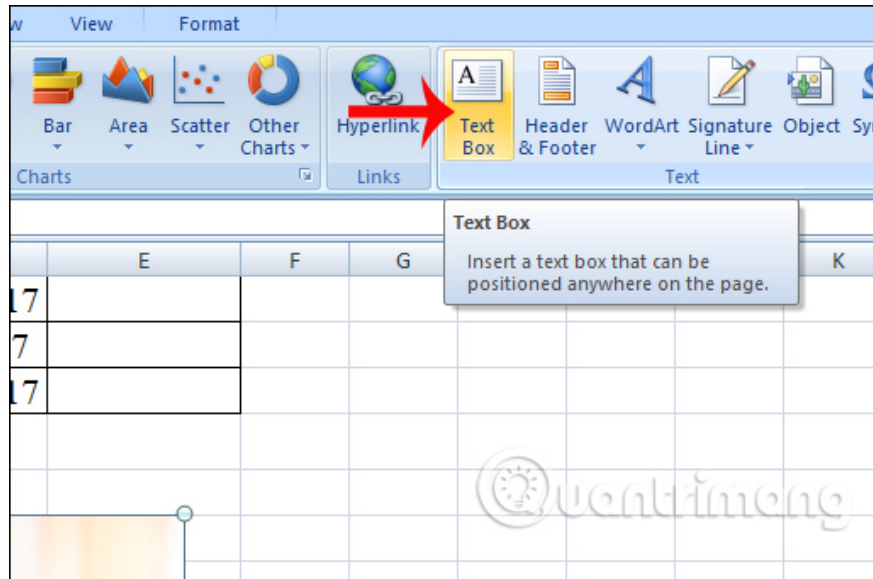 w View Format
Bar Area Scatter Other Charts Hyperlink Text Box Header & Footer WordArt Signature Line Object Sy
Charts Links Text
Text Box
Insert a text box that can be
positioned anywhere on the page.
E F G K
17
7
17
Quantrimang